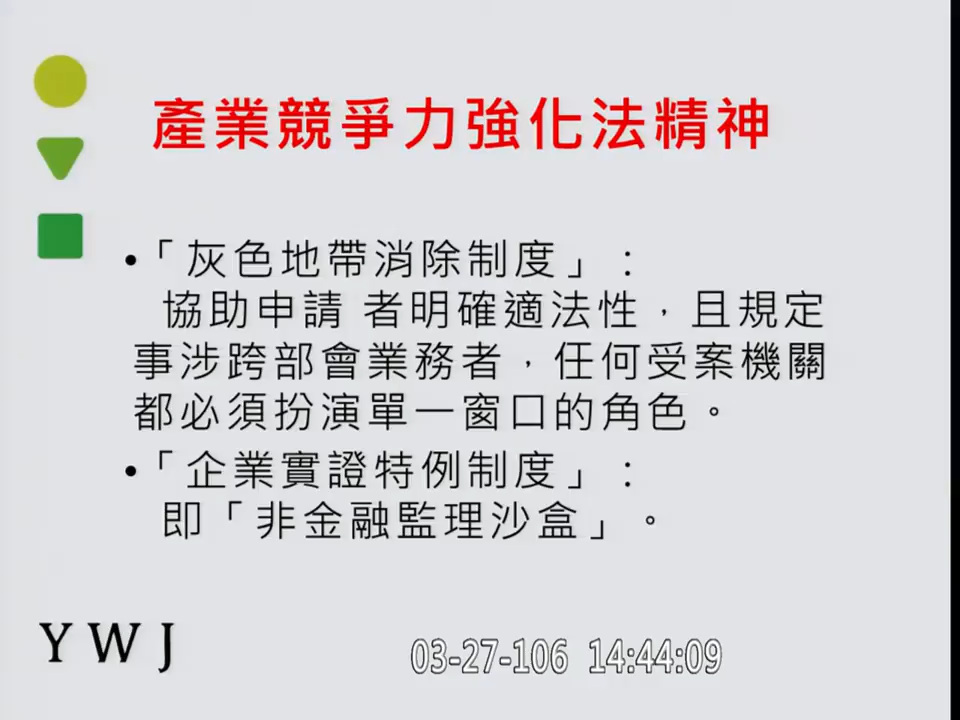 產業競爭力強化法精神
•「灰色地帶消除制度」：
協助申請 者明確適法性，且規定
事涉跨部會業務者，任何受案機關
都必須扮演單一窗口的角色。
•「企業實證特例制度」：
即「非金融監理沙盒」。
YWJ
03-27-106 14:44:09